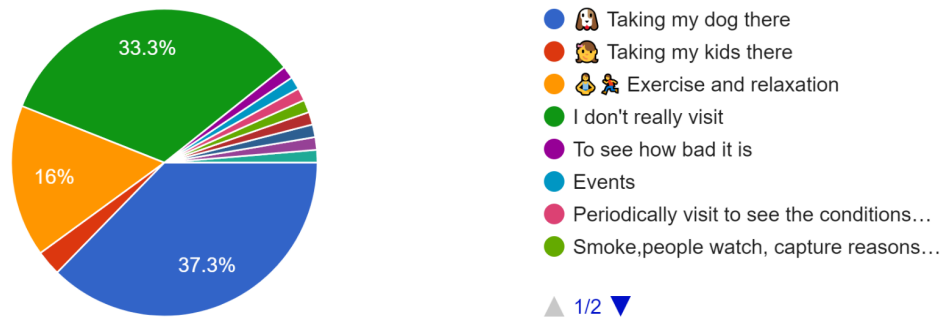 33.3%
16%
37.3%
Taking my dog there
Taking my kids there
Exercise and relaxation
I don't really visit
To see how bad it is
Events
Periodically visit to see the conditions…
Smoke,people watch, capture reasons…
1/2